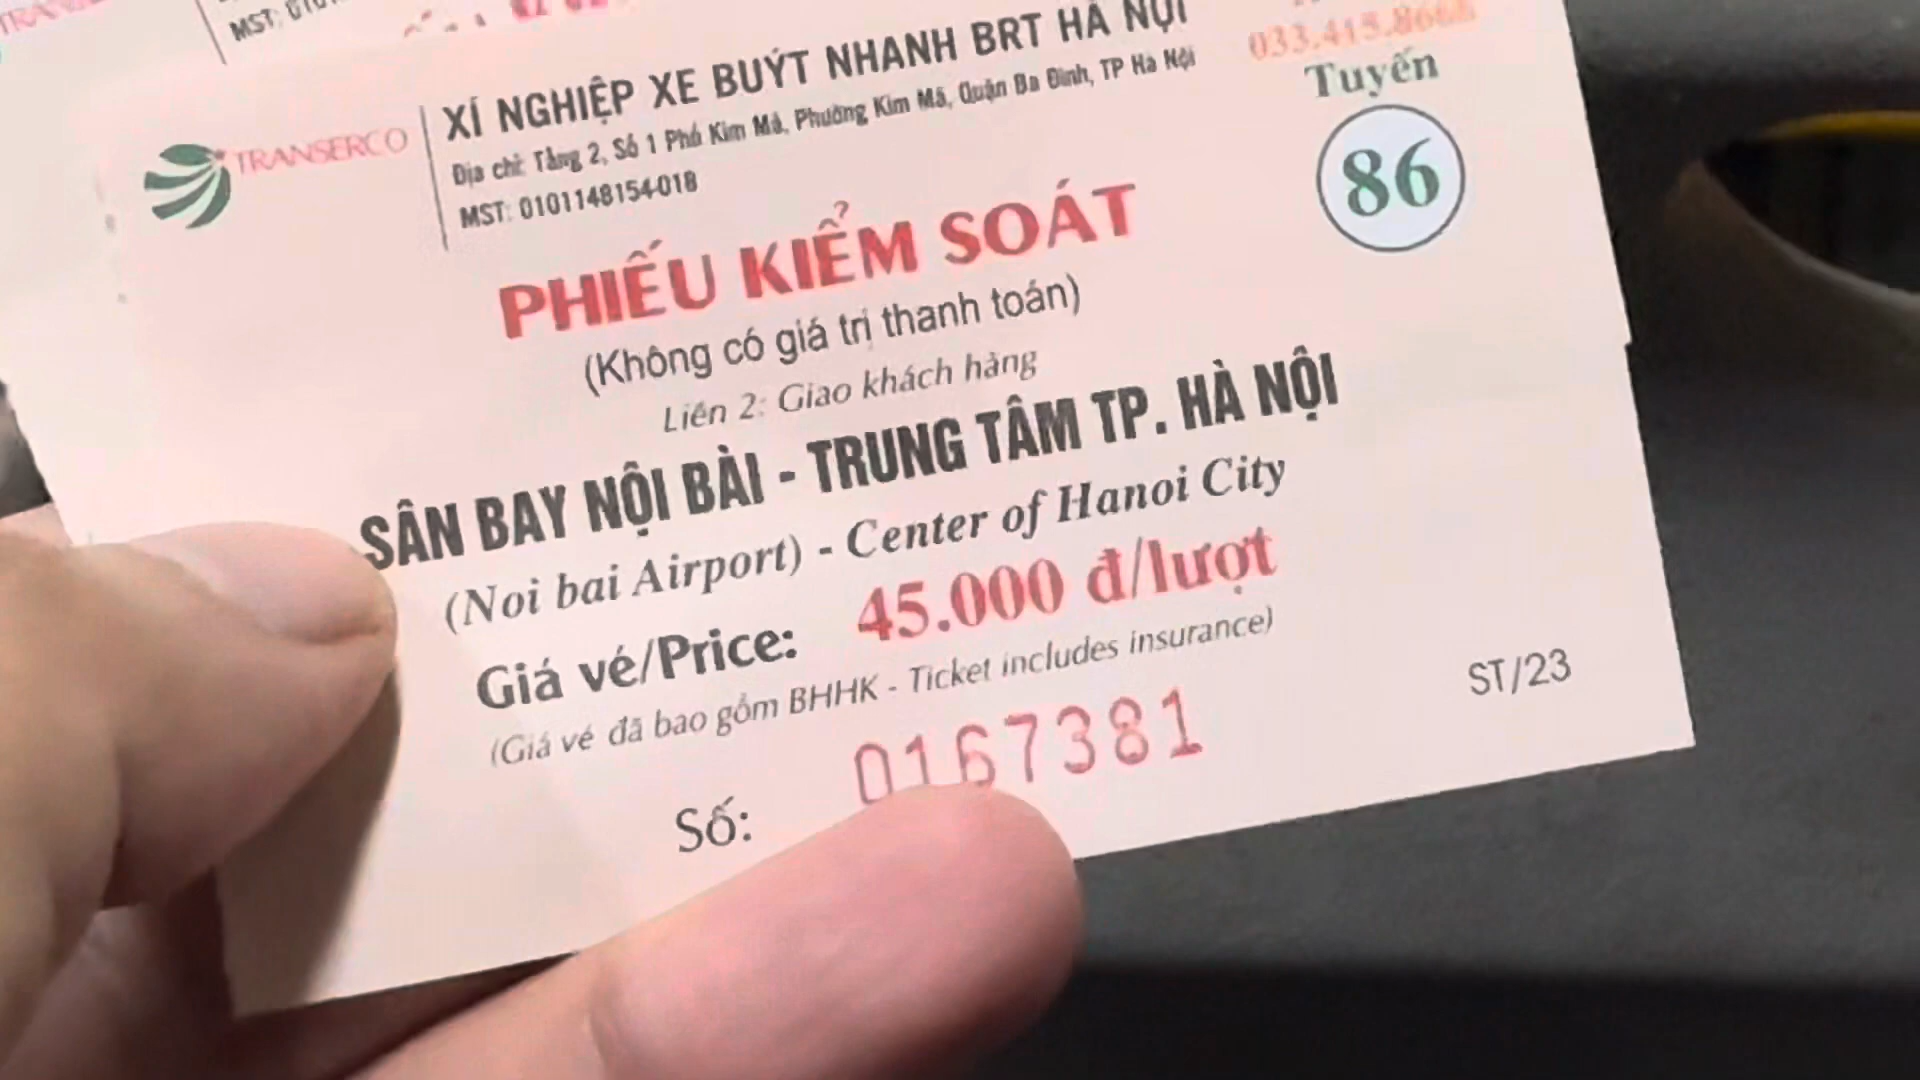 MST:
033.415.8668
TRANSERCO
XÍ NGHIỆP XE BUÝT NHANH BRT HÀ NỘI
Địa chỉ: Tầng 2, Số 1 Phố Kim Mã, Phường Kim Mã, Quận Ba Đình, TP Hà Nội
MST: 0101148154-018
Tuyến
86
PHIẾU KIỂM SOÁT
(Không có giá trị thanh toán)
Liên 2: Giao khách hàng
SÂN BAY NỘI BÀI - TRUNG TÂM TP. HÀ NỘI
(Noi bai Airport) - Center of Hanoi City
Giá vé/Price: 45.000 đ/lượt
(Giá vé đã bao gồm BHHK - Ticket includes insurance)
ST/23
Số: 0167381